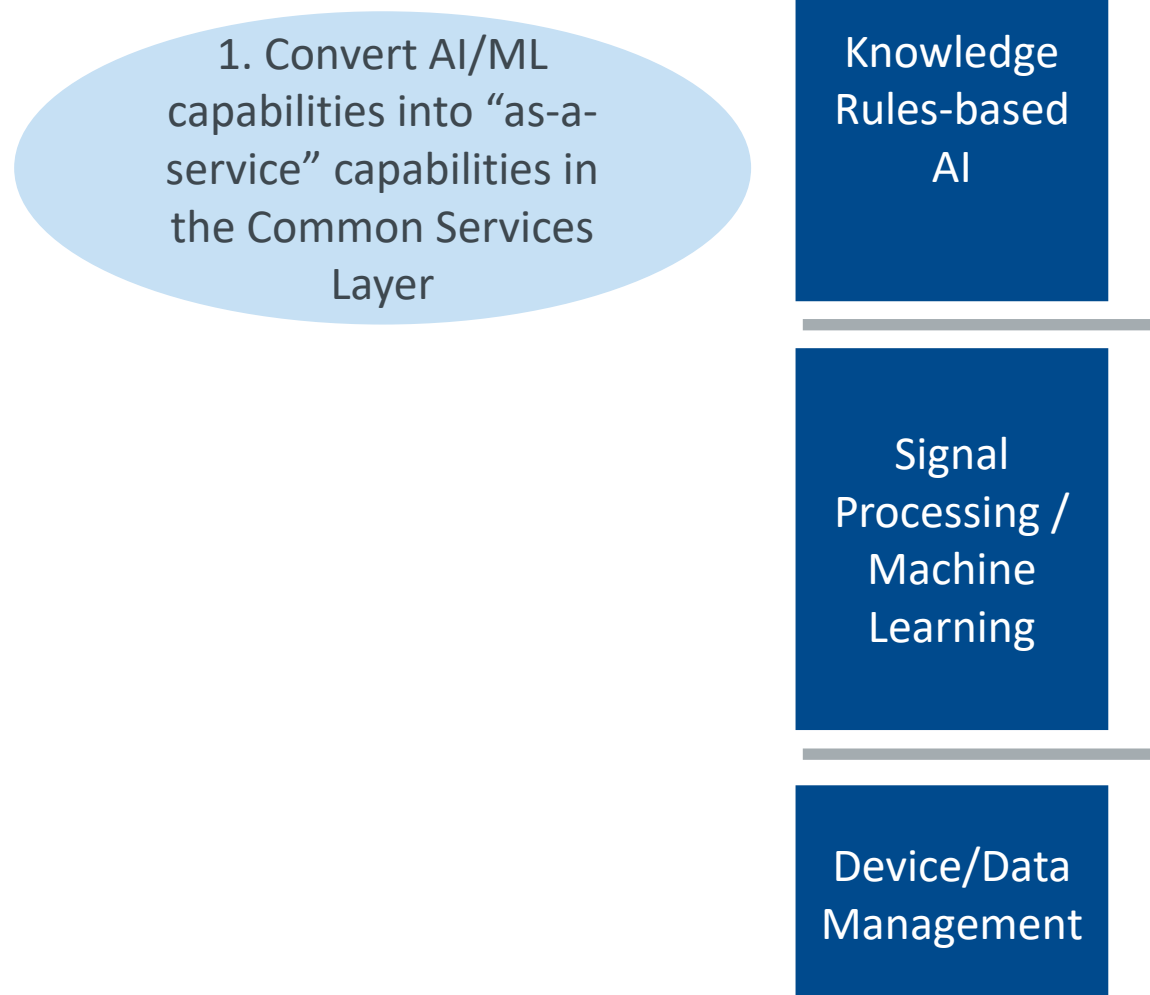 1. Convert AI/ML
capabilities into “as-a-
service” capabilities in
the Common Services
Layer
Knowledge
Rules-based
AI
Signal
Processing /
Machine
Learning
Device/Data
Management